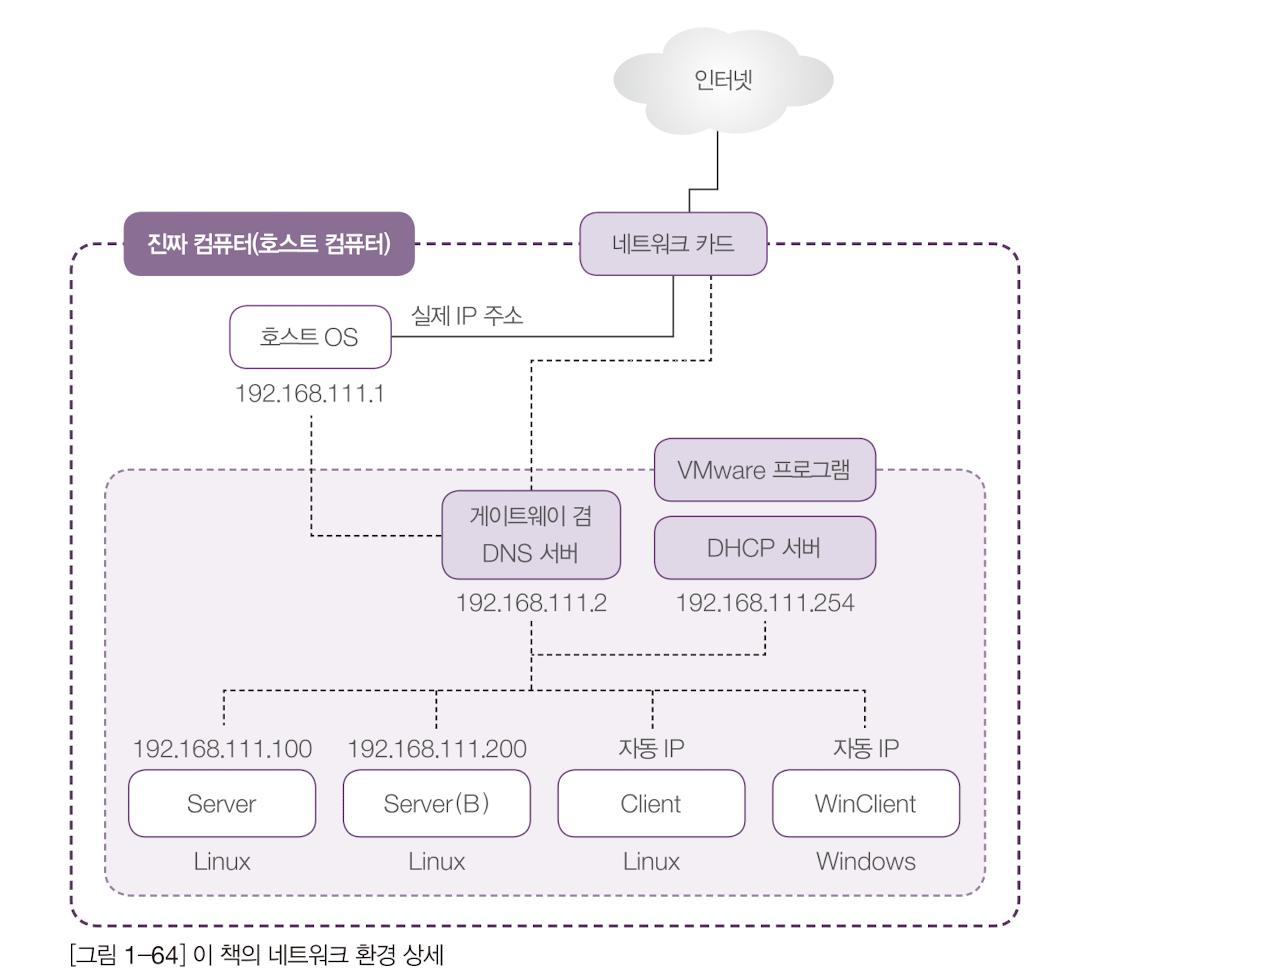 인터넷
진짜 컴퓨터(호스트 컴퓨터)
네트워크 카드
실제 IP 주소
호스트 OS
192.168.111.1
VMware 프로그램
게이트웨이 겸
DNS 서버
DHCP 서버
192.168.111.2
192.168.111.254
192.168.111.100
192.168.111.200
자동 IP
자동 IP
Server
Server(B)
Client
WinClient
Linux
Linux
Linux
Windows
[그림 1-64] 이 책의 네트워크 환경 상세